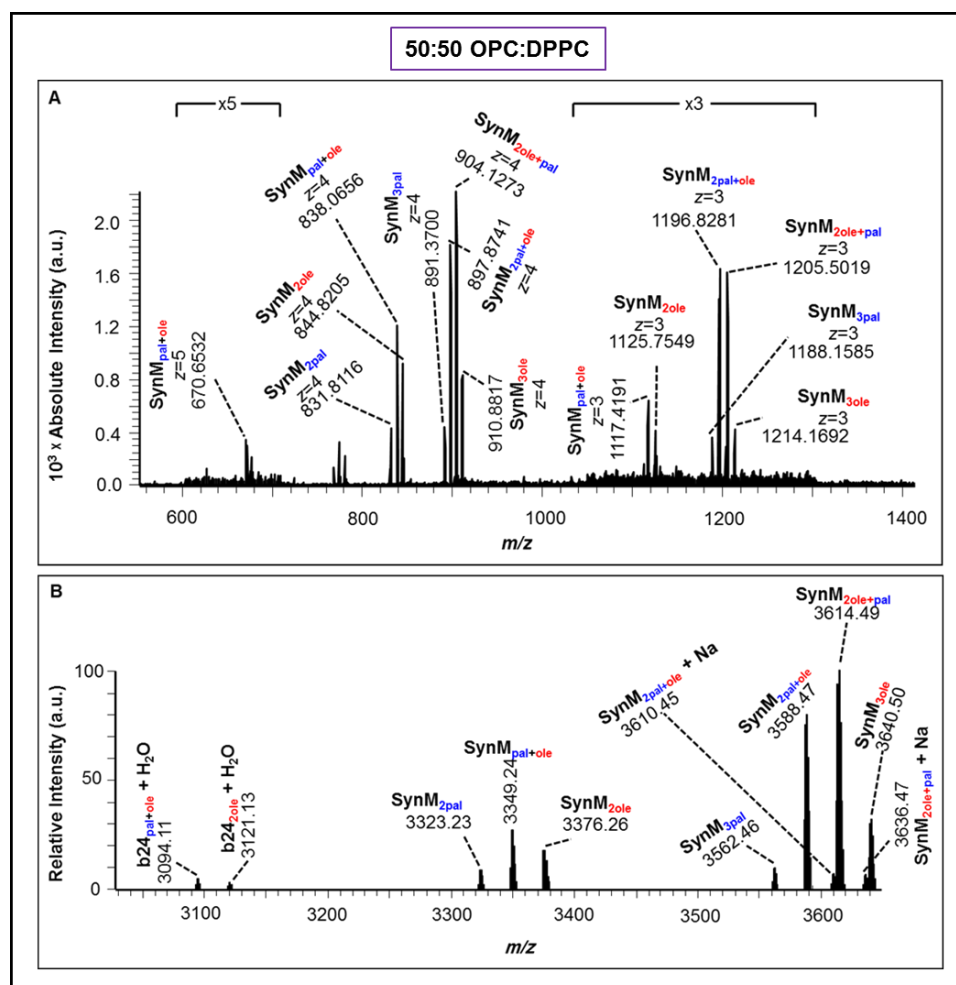 50:50 OPC:DPPC
A
x5
x3
10³ x Absolute Intensity (a.u.)
2.0
1.6
1.2
0.8
0.4
0.0
SynMpal+ole
z=5
670.6532
SynM2pal
z=4
831.8116
SynM2ole
z=4
844.8205
SynMpal+ole
z=4
838.0656
SynM3pal
z=4
891.3700
SynM2ole+pal
z=4
904.1273
897.8741
SynM2pal+ole
z=4
910.8817
SynM3ole
z=4
SynMpal+ole
z=3
1117.4191
SynM2ole
z=3
1125.7549
SynM2pal+ole
z=3
1196.8281
SynM2ole+pal
z=3
1205.5019
SynM3pal
z=3
1188.1585
SynM3ole
z=3
1214.1692
600 800 1000 1200 1400
m/z
B
Relative Intensity (a.u.)
100
50
0
b24pal+ole + H2O
3094.11
b242ole + H2O
3121.13
SynM2pal
3323.23
SynMpal+ole
3349.24
SynM2ole
3376.26
SynM2pal+ole + Na
3610.45
SynM3pal
3562.46
SynM2pal+ole
3588.47
SynM2ole+pal
3614.49
SynM3ole
3640.50
3636.47
SynM2ole+pal + Na
3100 3200 3300 3400 3500 3600
m/z